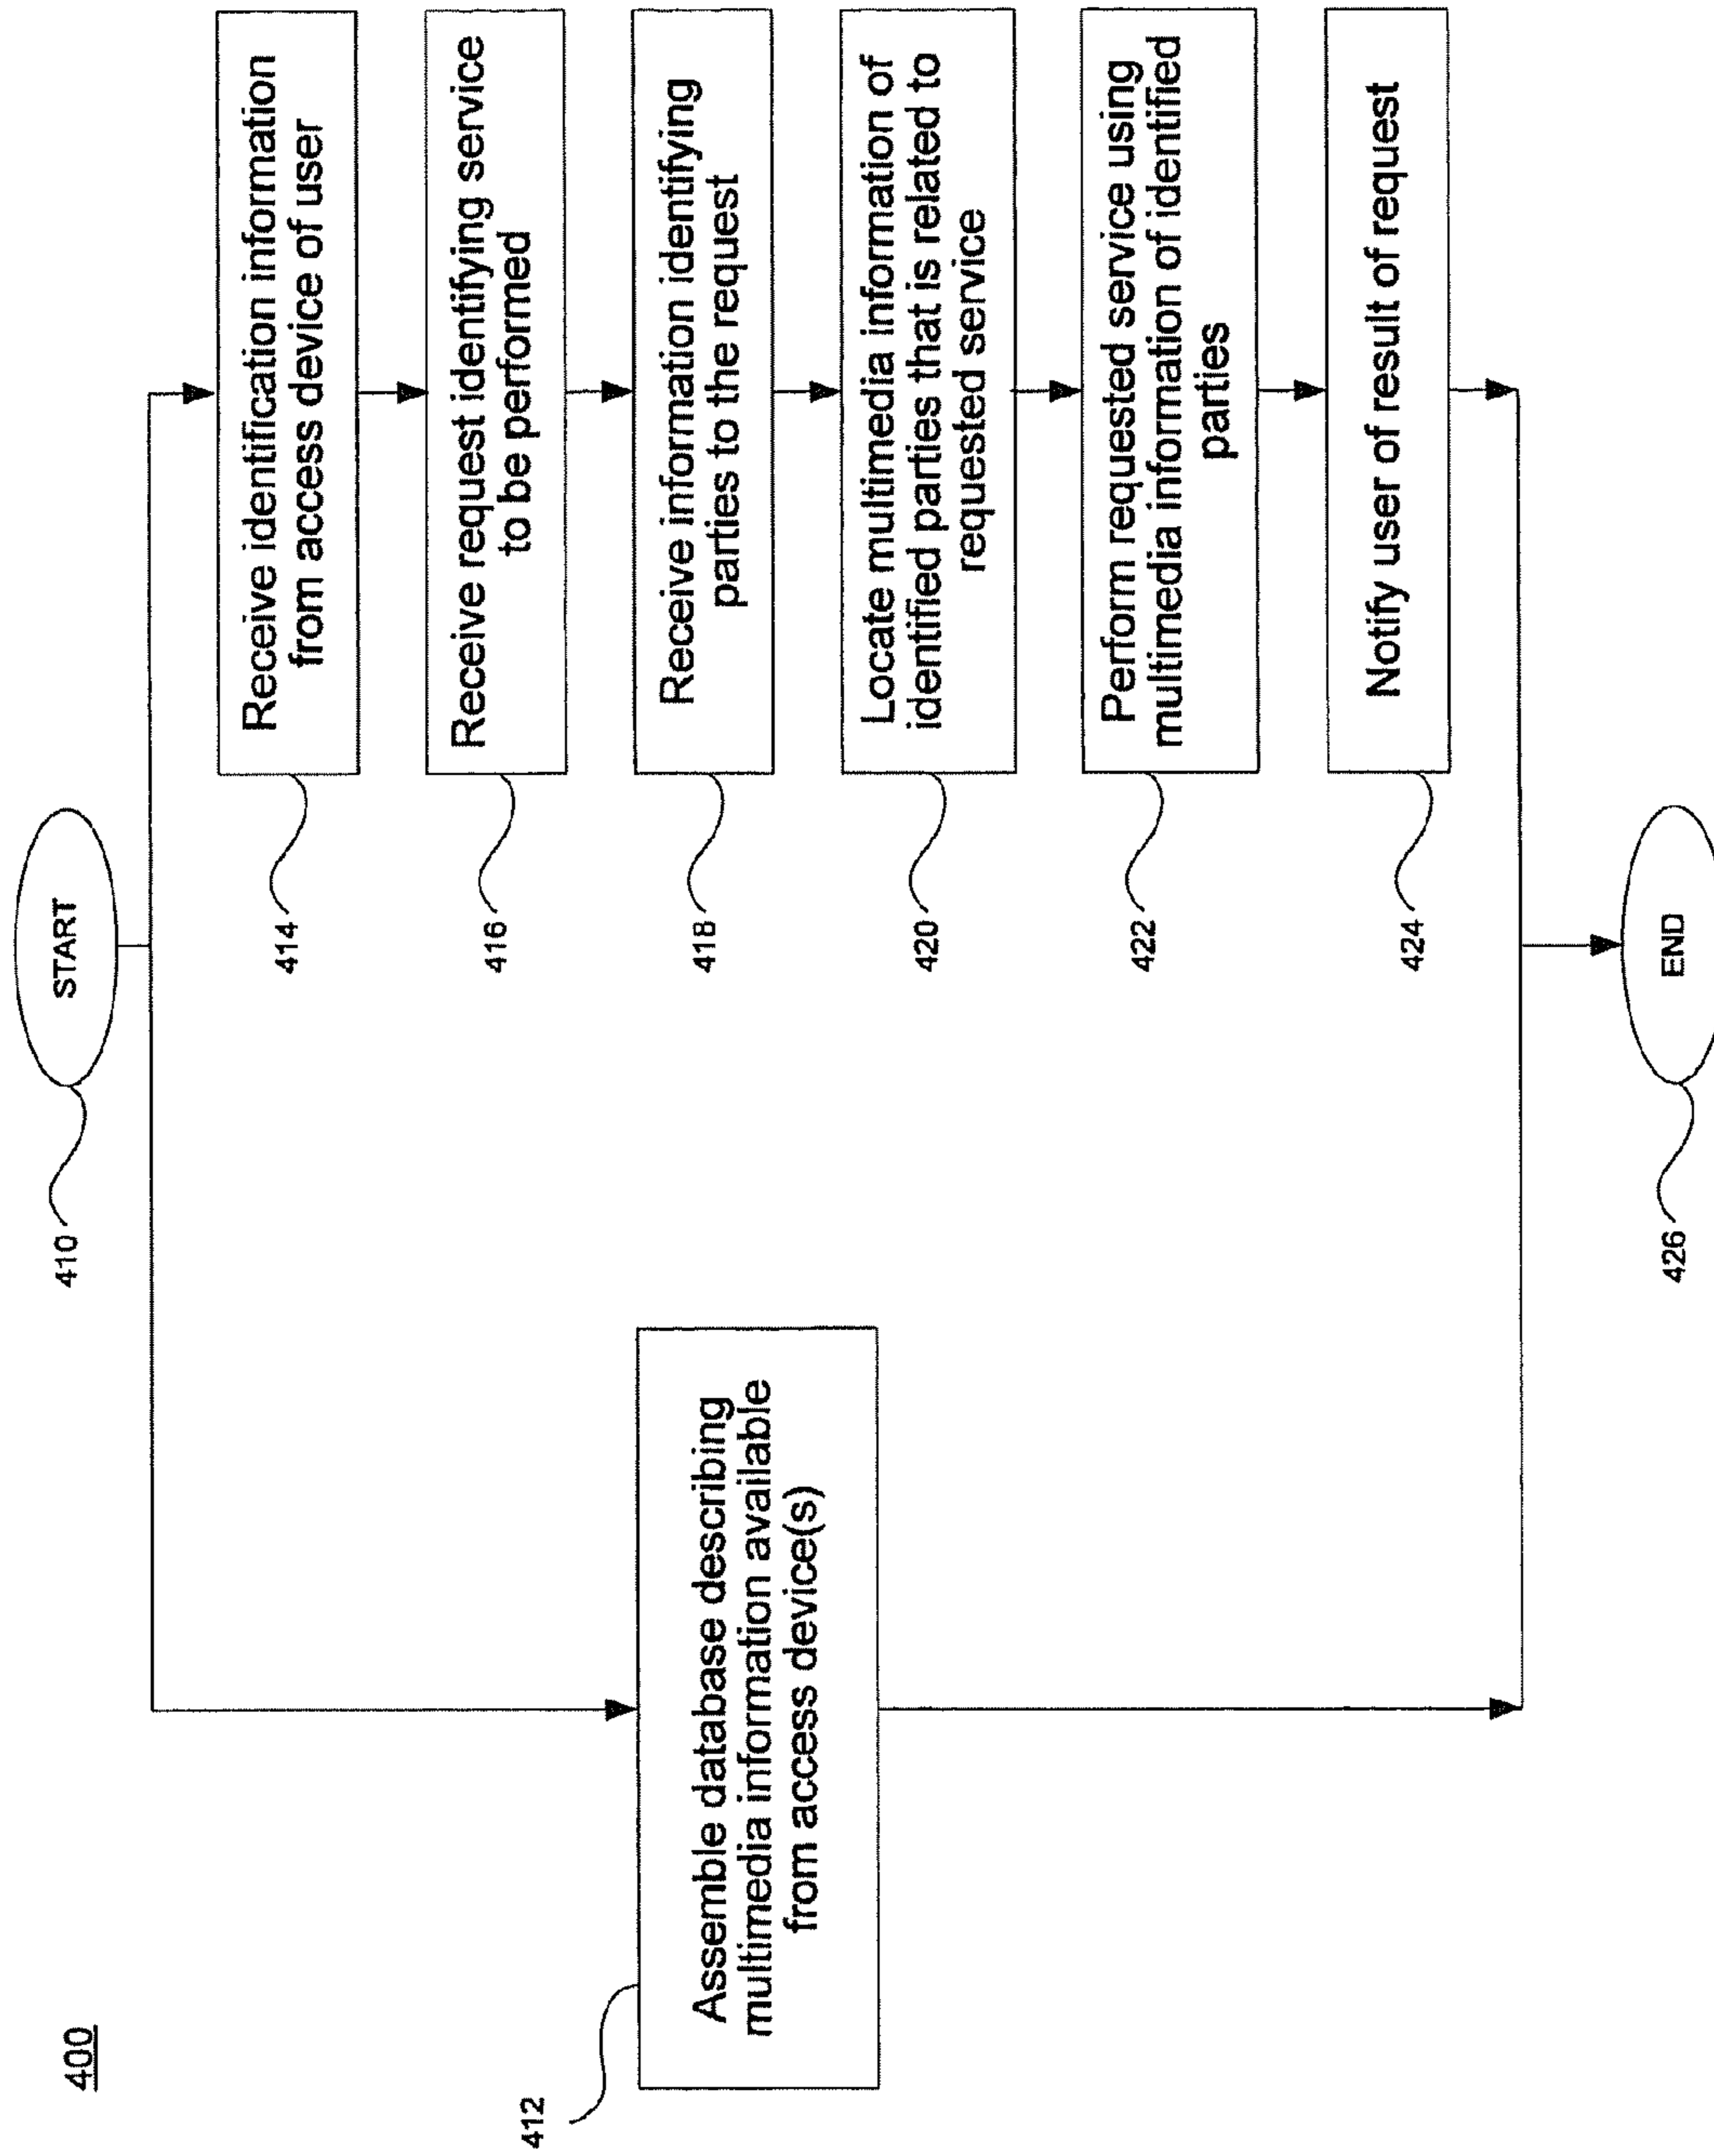 400
START
410
Assemble database describing
multimedia information available
from access device(s)
412
Receive identification information
from access device of user
414
Receive request identifying service
to be performed
416
Receive information identifying
parties to the request
418
Locate multimedia information of
identified parties that is related to
requested service
420
Perform requested service using
multimedia information of identified
parties
422
Notify user of result of request
424
END
426